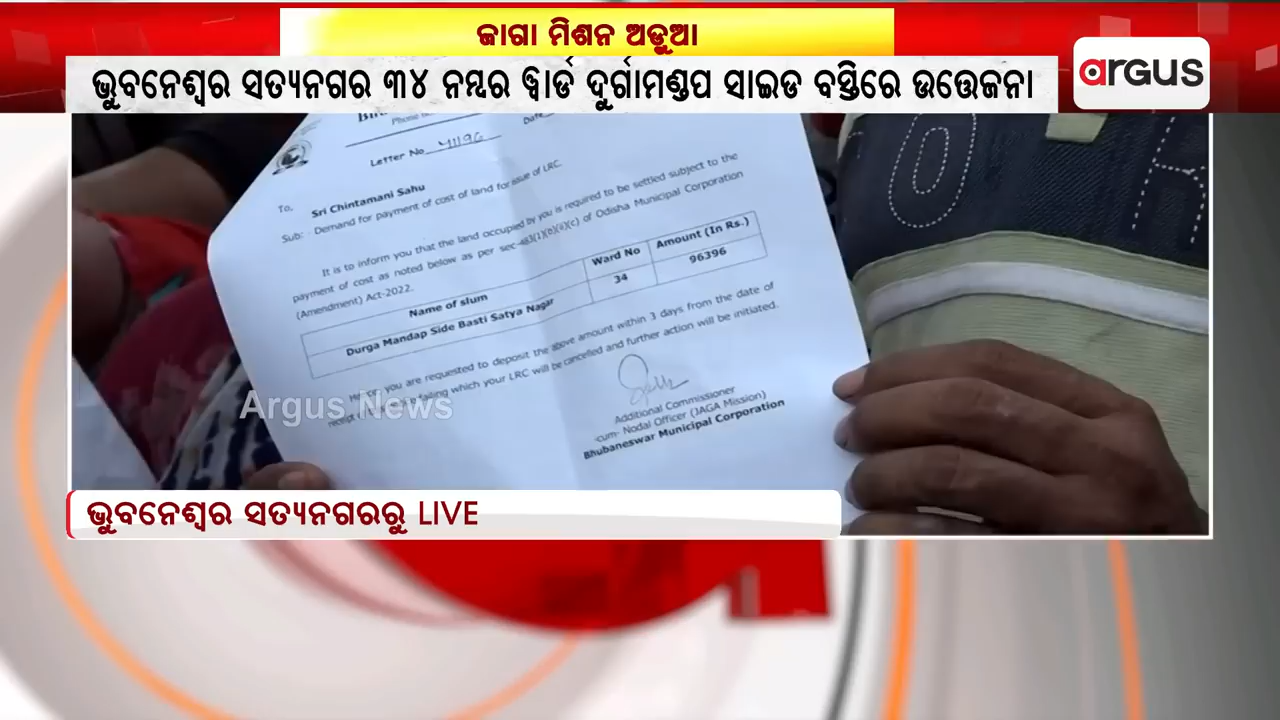 ଜାଗା ମିଶନ ଅଡୁଆ
ଭୁବନେଶ୍ୱର ସତ୍ୟନଗର ୩୪ ନମ୍ବର ୱାର୍ଡ ଦୁର୍ଗାମଣ୍ଡପ ସାଇଡ ବସ୍ତିରେ ଉତ୍ତେଜନା
argus
Letter No 41196
Date
To,
Sri Chintamani Sahu
Sub: Demand for payment of cost of land for issue of LRC.
It is to inform you that the land occupied by you is required to be settled subject to the
payment of cost as noted below as per of Odisha Municipal Corporation
(Amendment) Act-2022.
Name of slum Ward No Amount (In Rs.)
Durga Mandap Side Basti Satya Nagar 34 96396
you are requested to deposit the above amount within 3 days from the date of
failing which your LRC will be cancelled and further action will be initiated.
Additional Commissioner
-cum- Nodal Officer (JAGA Mission)
Bhubaneswar Municipal Corporation
Argus News
ଭୁବନେଶ୍ୱର ସତ୍ୟନଗରରୁ LIVE